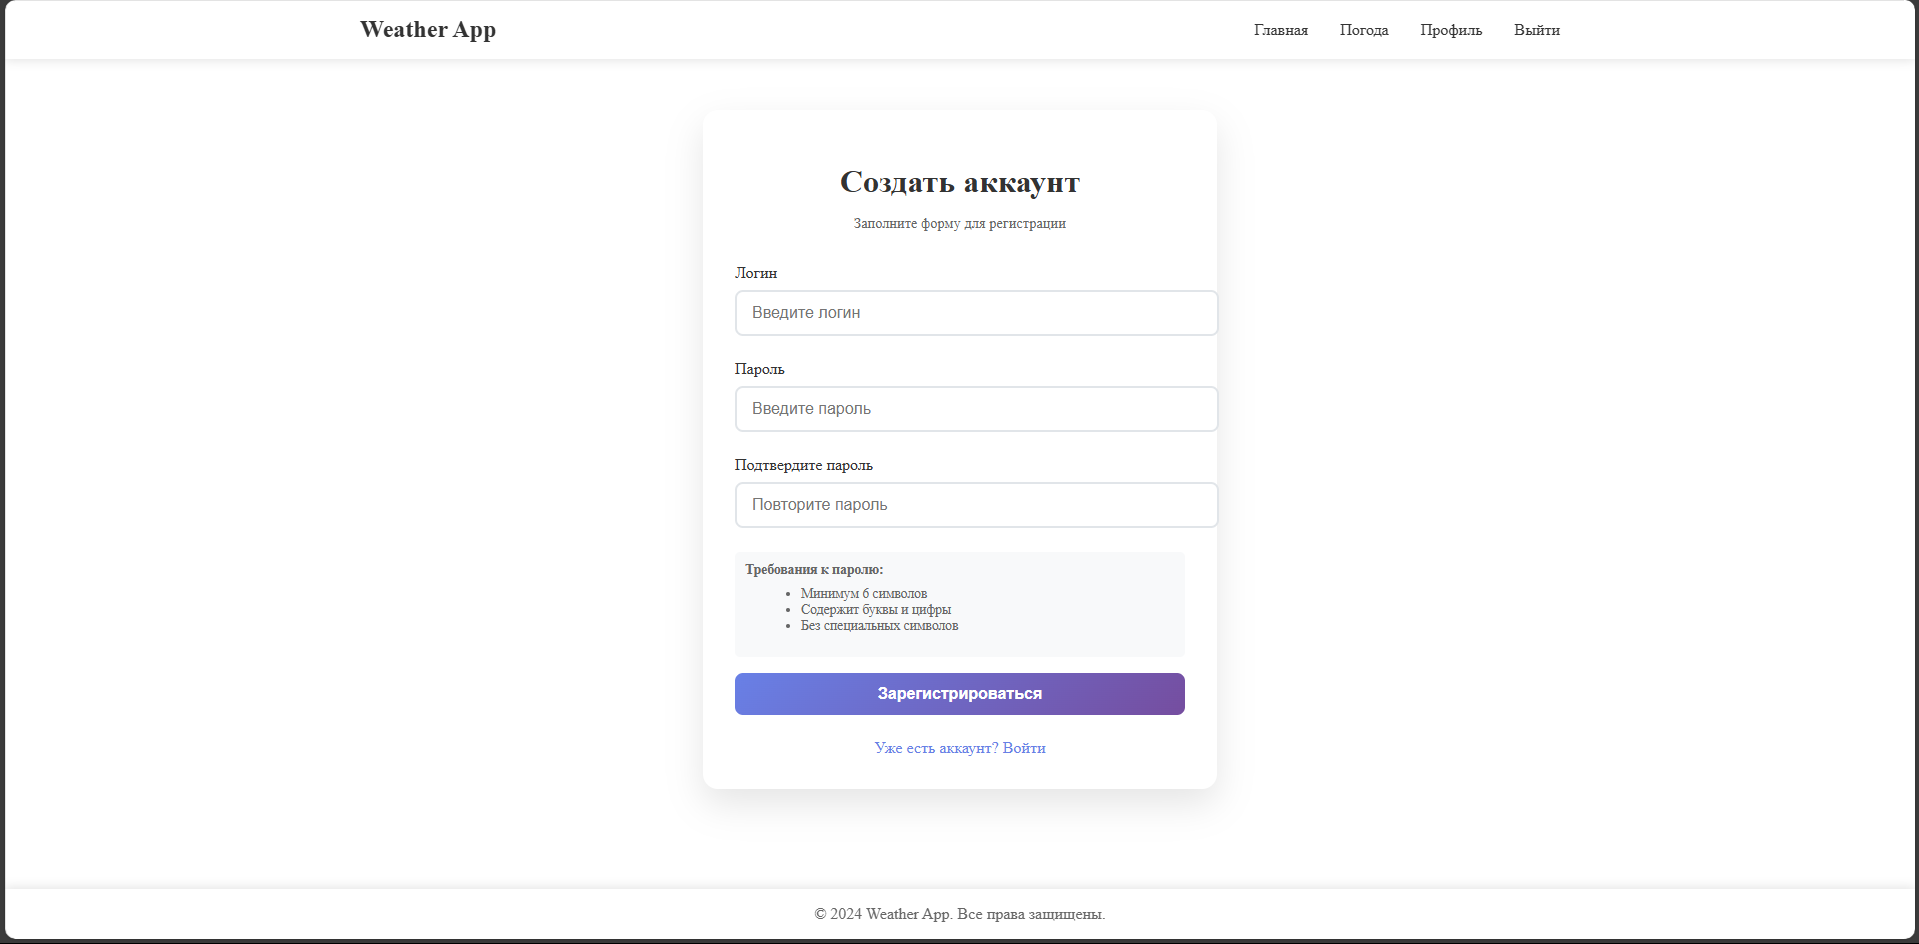 Weather App
Главная Погода Профиль Выйти
Создать аккаунт
Заполните форму для регистрации
Логин
Введите логин
Пароль
Введите пароль
Подтвердите пароль
Повторите пароль
Требования к паролю:
• Минимум 6 символов
• Содержит буквы и цифры
• Без специальных символов
Зарегистрироваться
Уже есть аккаунт? Войти
© 2024 Weather App. Все права защищены.